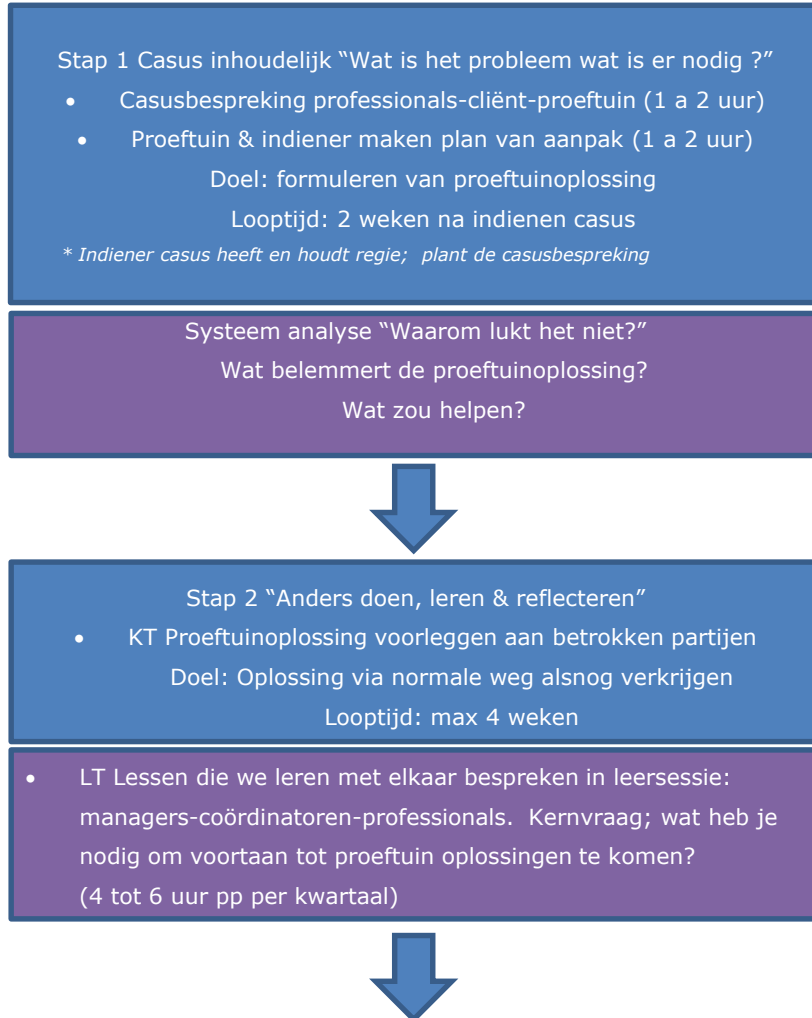 Stap 1 Casus inhoudelijk “Wat is het probleem wat is er nodig ?”
• Casusbespreking professionals-cliënt-proeftuin (1 a 2 uur)
• Proeftuin & indiener maken plan van aanpak (1 a 2 uur)
Doel: formuleren van proeftuinoplossing
Looptijd: 2 weken na indienen casus
* Indiener casus heeft en houdt regie; plant de casusbespreking
Systeem analyse “Waarom lukt het niet?”
Wat belemmert de proeftuinoplossing?
Wat zou helpen?
Stap 2 “Anders doen, leren & reflecteren”
• KT Proeftuinoplossing voorleggen aan betrokken partijen
Doel: Oplossing via normale weg alsnog verkrijgen
Looptijd: max 4 weken
• LT Lessen die we leren met elkaar bespreken in leersessie:
managers-coördinatoren-professionals. Kernvraag; wat heb je
nodig om voortaan tot proeftuin oplossingen te komen?
(4 tot 6 uur pp per kwartaal)